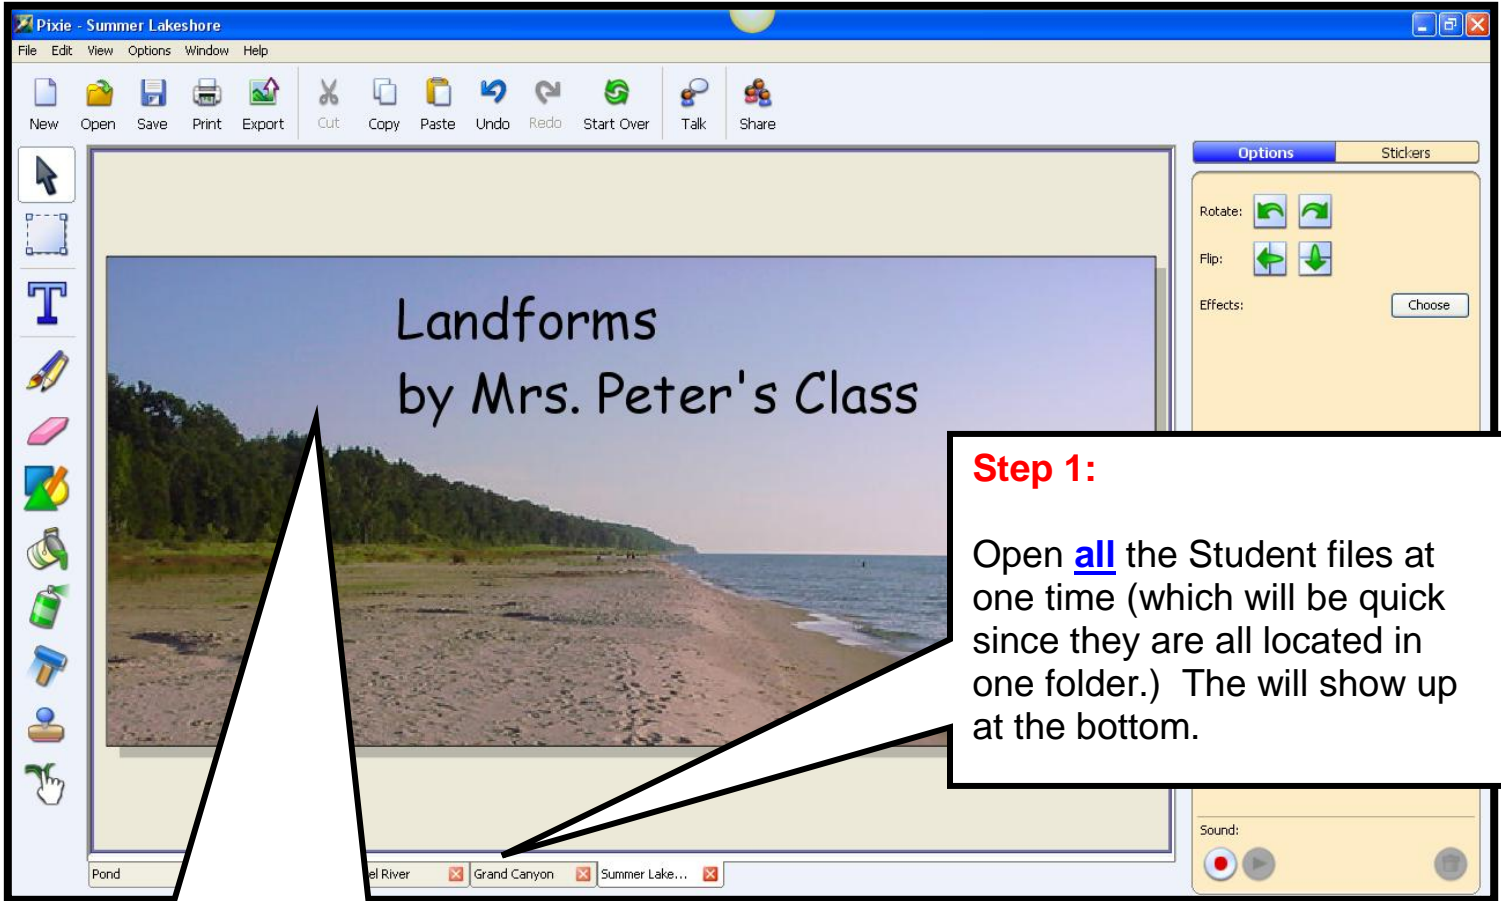 Pixie - Summer Lakeshore
File Edit View Options Window Help
New Open Save Print Export Cut Copy Paste Undo Redo Start Over Talk Share
Options Stickers
Rotate:
Flip:
Effects: Choose
Landforms
by Mrs. Peter's Class
Step 1:
Open all the Student files at
one time (which will be quick
since they are all located in
one folder.) The will show up
at the bottom.
Sound:
Pond el River Grand Canyon Summer Lake...